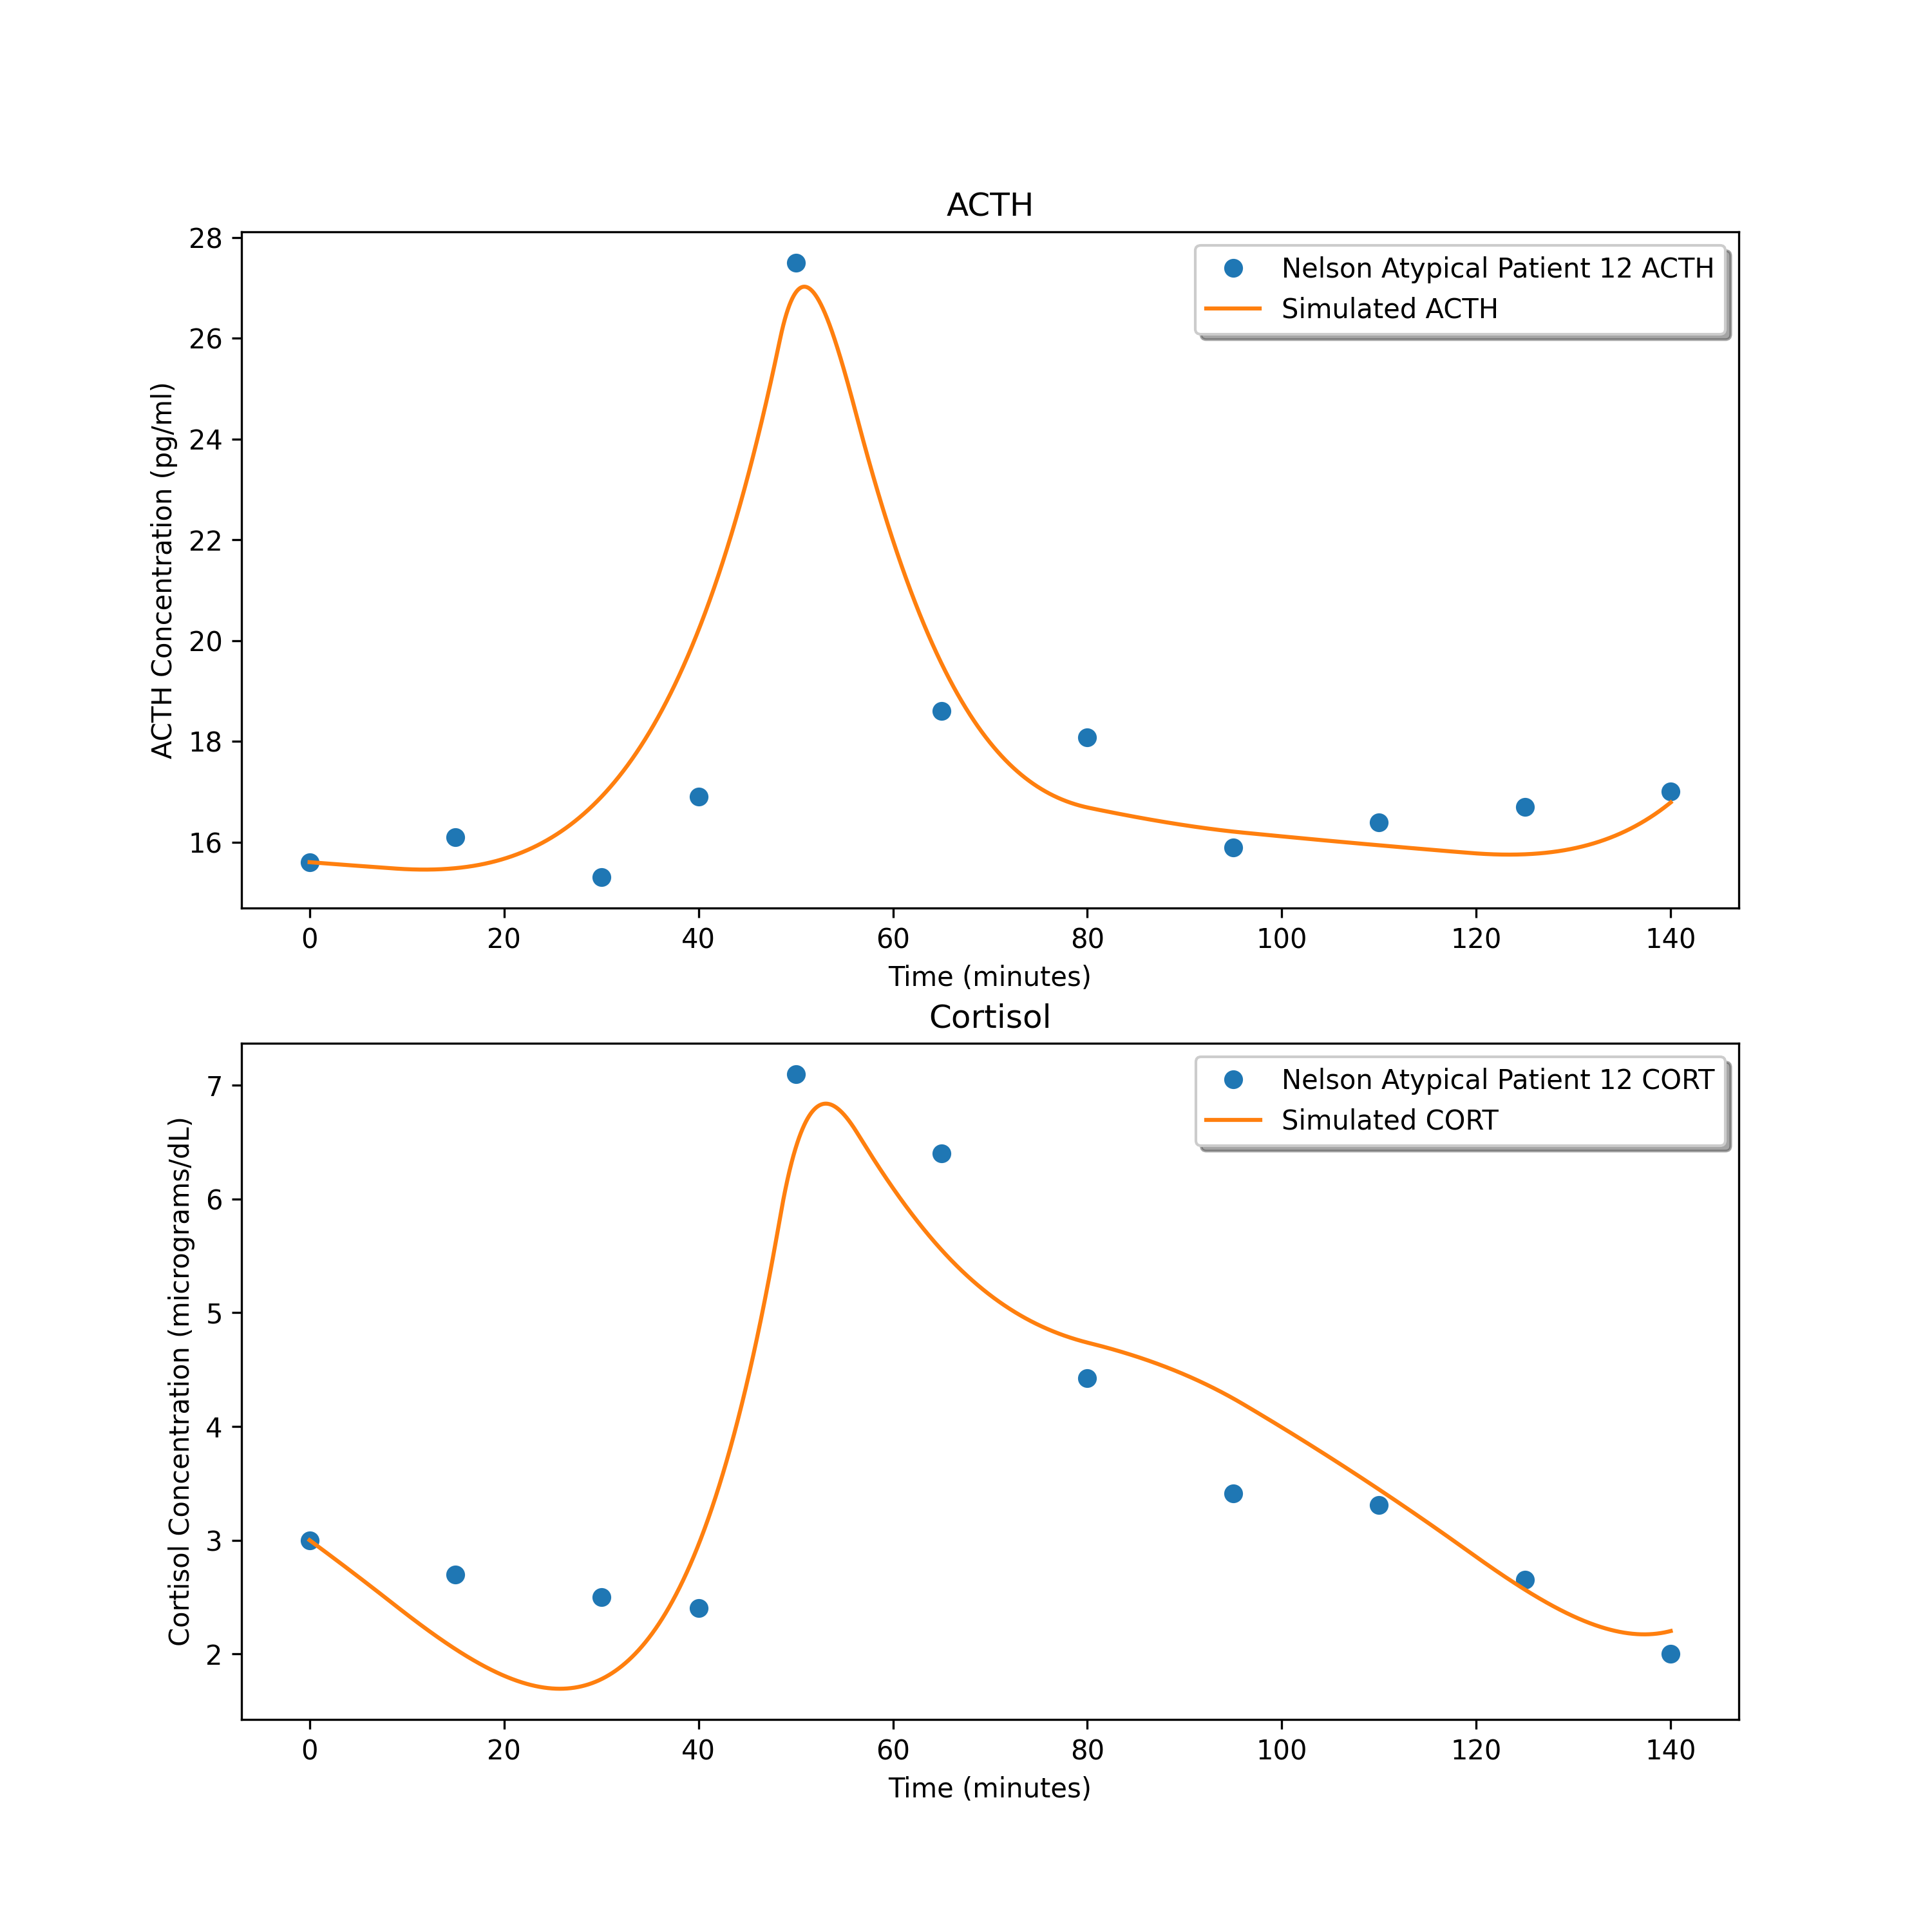 ACTH
28
26
24
22
20
18
16
ACTH Concentration (pg/ml)
Nelson Atypical Patient 12 ACTH
Simulated ACTH
0 20 40 60 80 100 120 140
Time (minutes)
Cortisol
7
6
5
4
3
2
Cortisol Concentration (micrograms/dL)
Nelson Atypical Patient 12 CORT
Simulated CORT
0 20 40 60 80 100 120 140
Time (minutes)